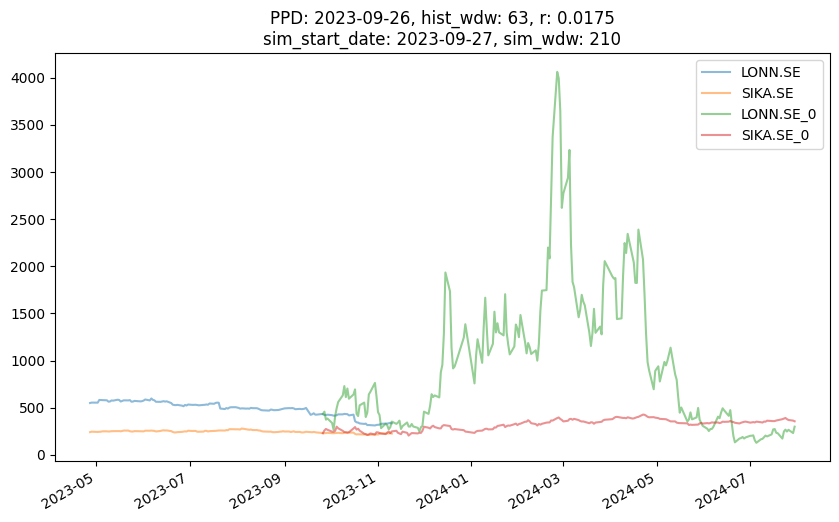 PPD: 2023-09-26, hist_wdw: 63, r: 0.0175
sim_start_date: 2023-09-27, sim_wdw: 210
LONN.SE
SIKA.SE
LONN.SE_0
SIKA.SE_0
4000
3500
3000
2500
2000
1500
1000
500
0
2023-05
2023-07
2023-09
2023-11
2024-01
2024-03
2024-05
2024-07